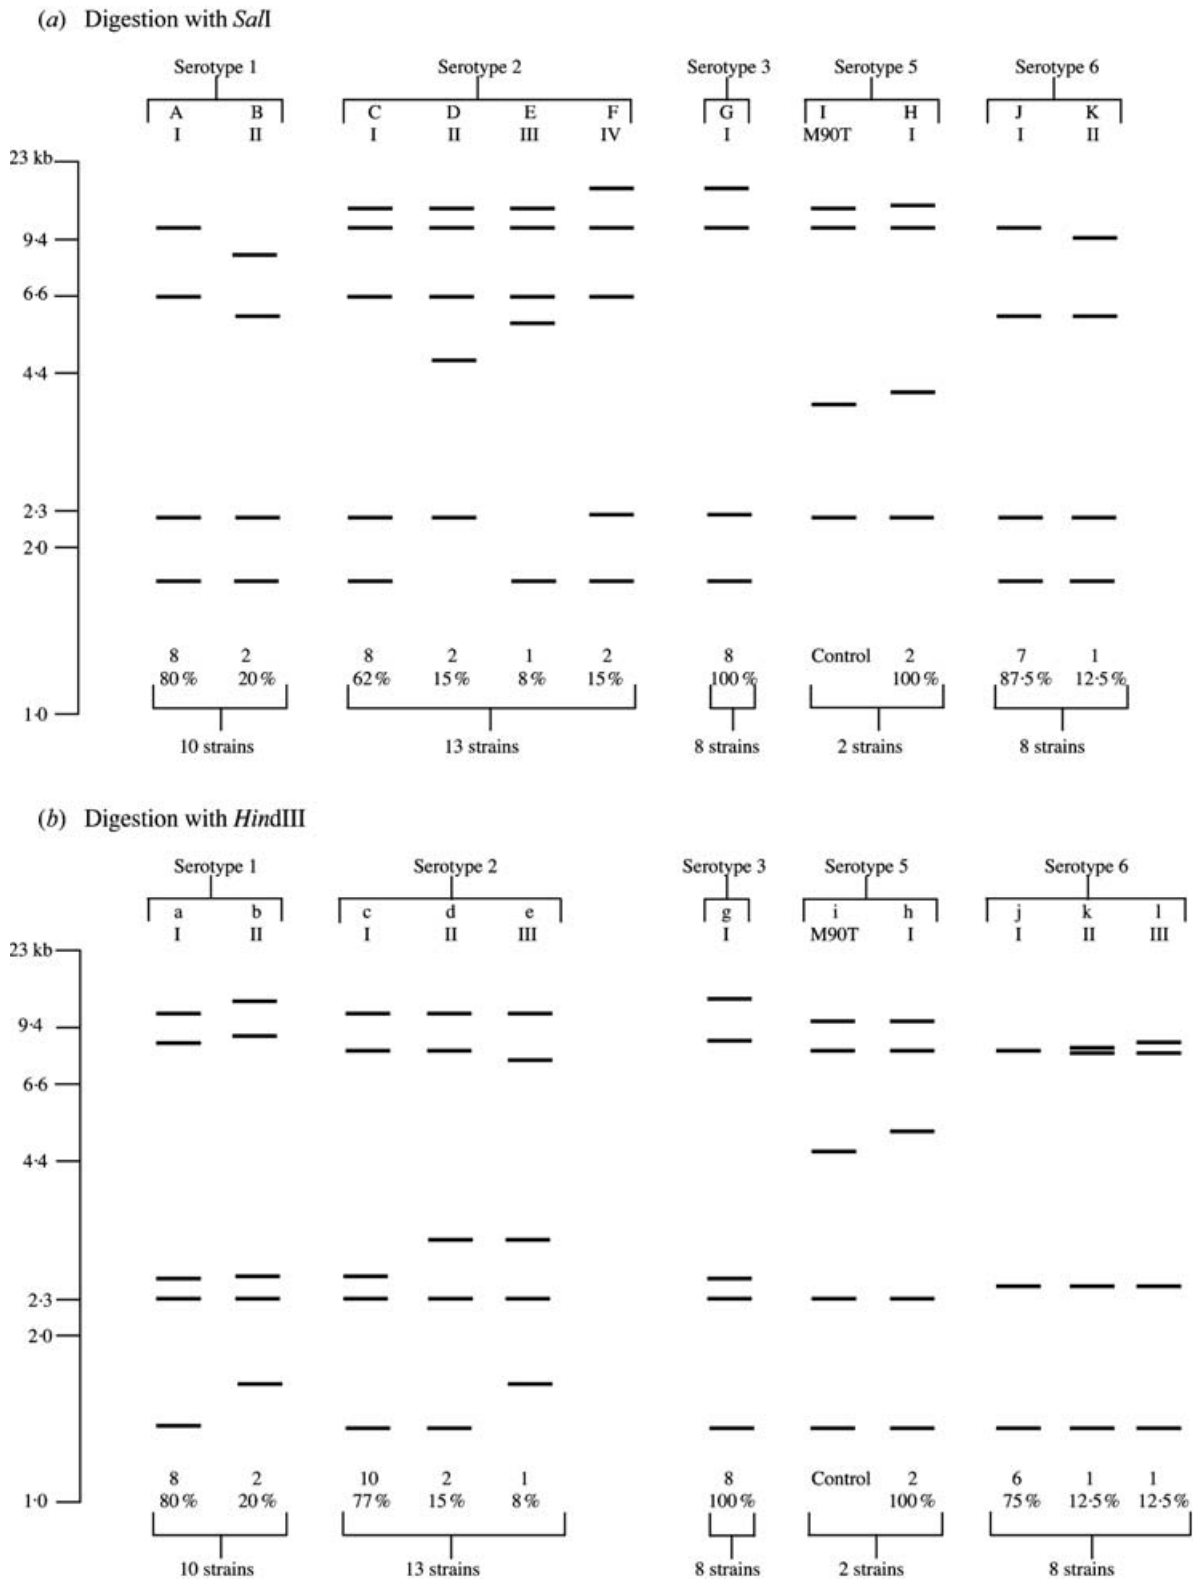 (a) Digestion with SalI
Serotype 1 Serotype 2 Serotype 3 Serotype 5 Serotype 6
A B C D E F G I H J K
I II I II III IV I M90T I I II
23 kb
9·4
6·6
4·4
2·3
2·0
8 2 8 2 1 2 8 Control 2 7 1
80% 20% 62% 15% 8% 15% 100% 100% 87·5% 12·5%
1·0
10 strains 13 strains 8 strains 2 strains 8 strains
(b) Digestion with HindIII
Serotype 1 Serotype 2 Serotype 3 Serotype 5 Serotype 6
a b c d e g i h j k l
I II I II III I M90T I I II III
23 kb
9·4
6·6
4·4
2·3
2·0
8 2 10 2 1 8 Control 2 6 1 1
1·0 80% 20% 77% 15% 8% 100% 100% 75% 12·5% 12·5%
10 strains 13 strains 8 strains 2 strains 8 strains